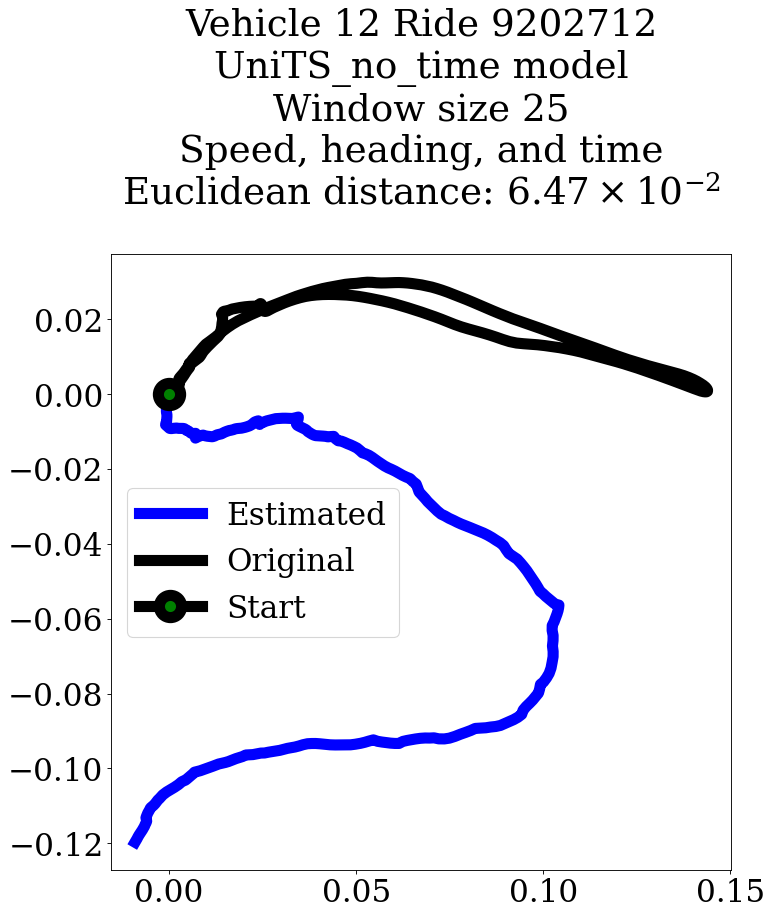 Vehicle 12 Ride 9202712
UniTS_no_time model
Window size 25
Speed, heading, and time
Euclidean distance: 6.47 × 10⁻²
0.02
0.00
−0.02
−0.04
−0.06
−0.08
−0.10
−0.12
Estimated
Original
Start
0.00 0.05 0.10 0.15